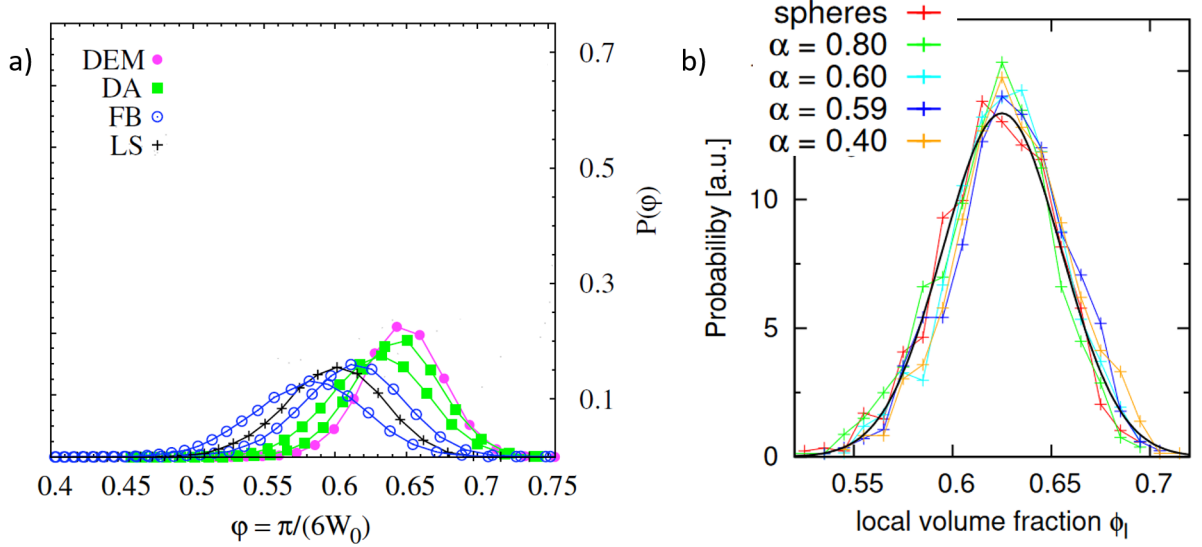 a)
DEM
DA
FB
LS
0.7
0.5
0.3
0.1
P(φ)
0.4 0.45 0.5 0.55 0.6 0.65 0.7 0.75
φ = π/(6W₀)
b)
spheres
α = 0.80
α = 0.60
α = 0.59
α = 0.40
Probability [a.u.]
10
5
0
0.55 0.6 0.65 0.7
local volume fraction ϕₗ